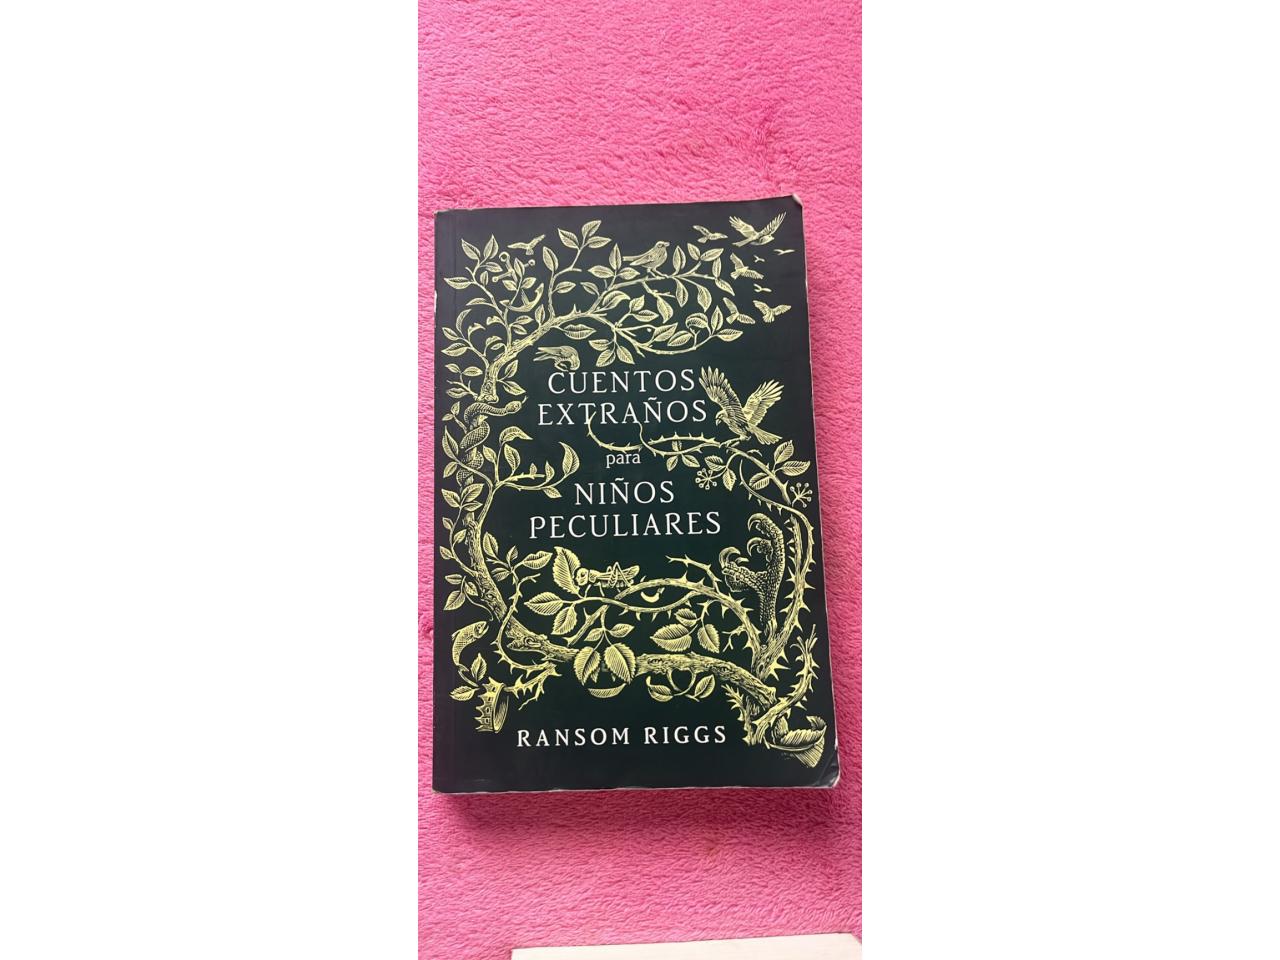 CUENTOS
EXTRAÑOS
para
NIÑOS
PECULIARES
RANSOM RIGGS